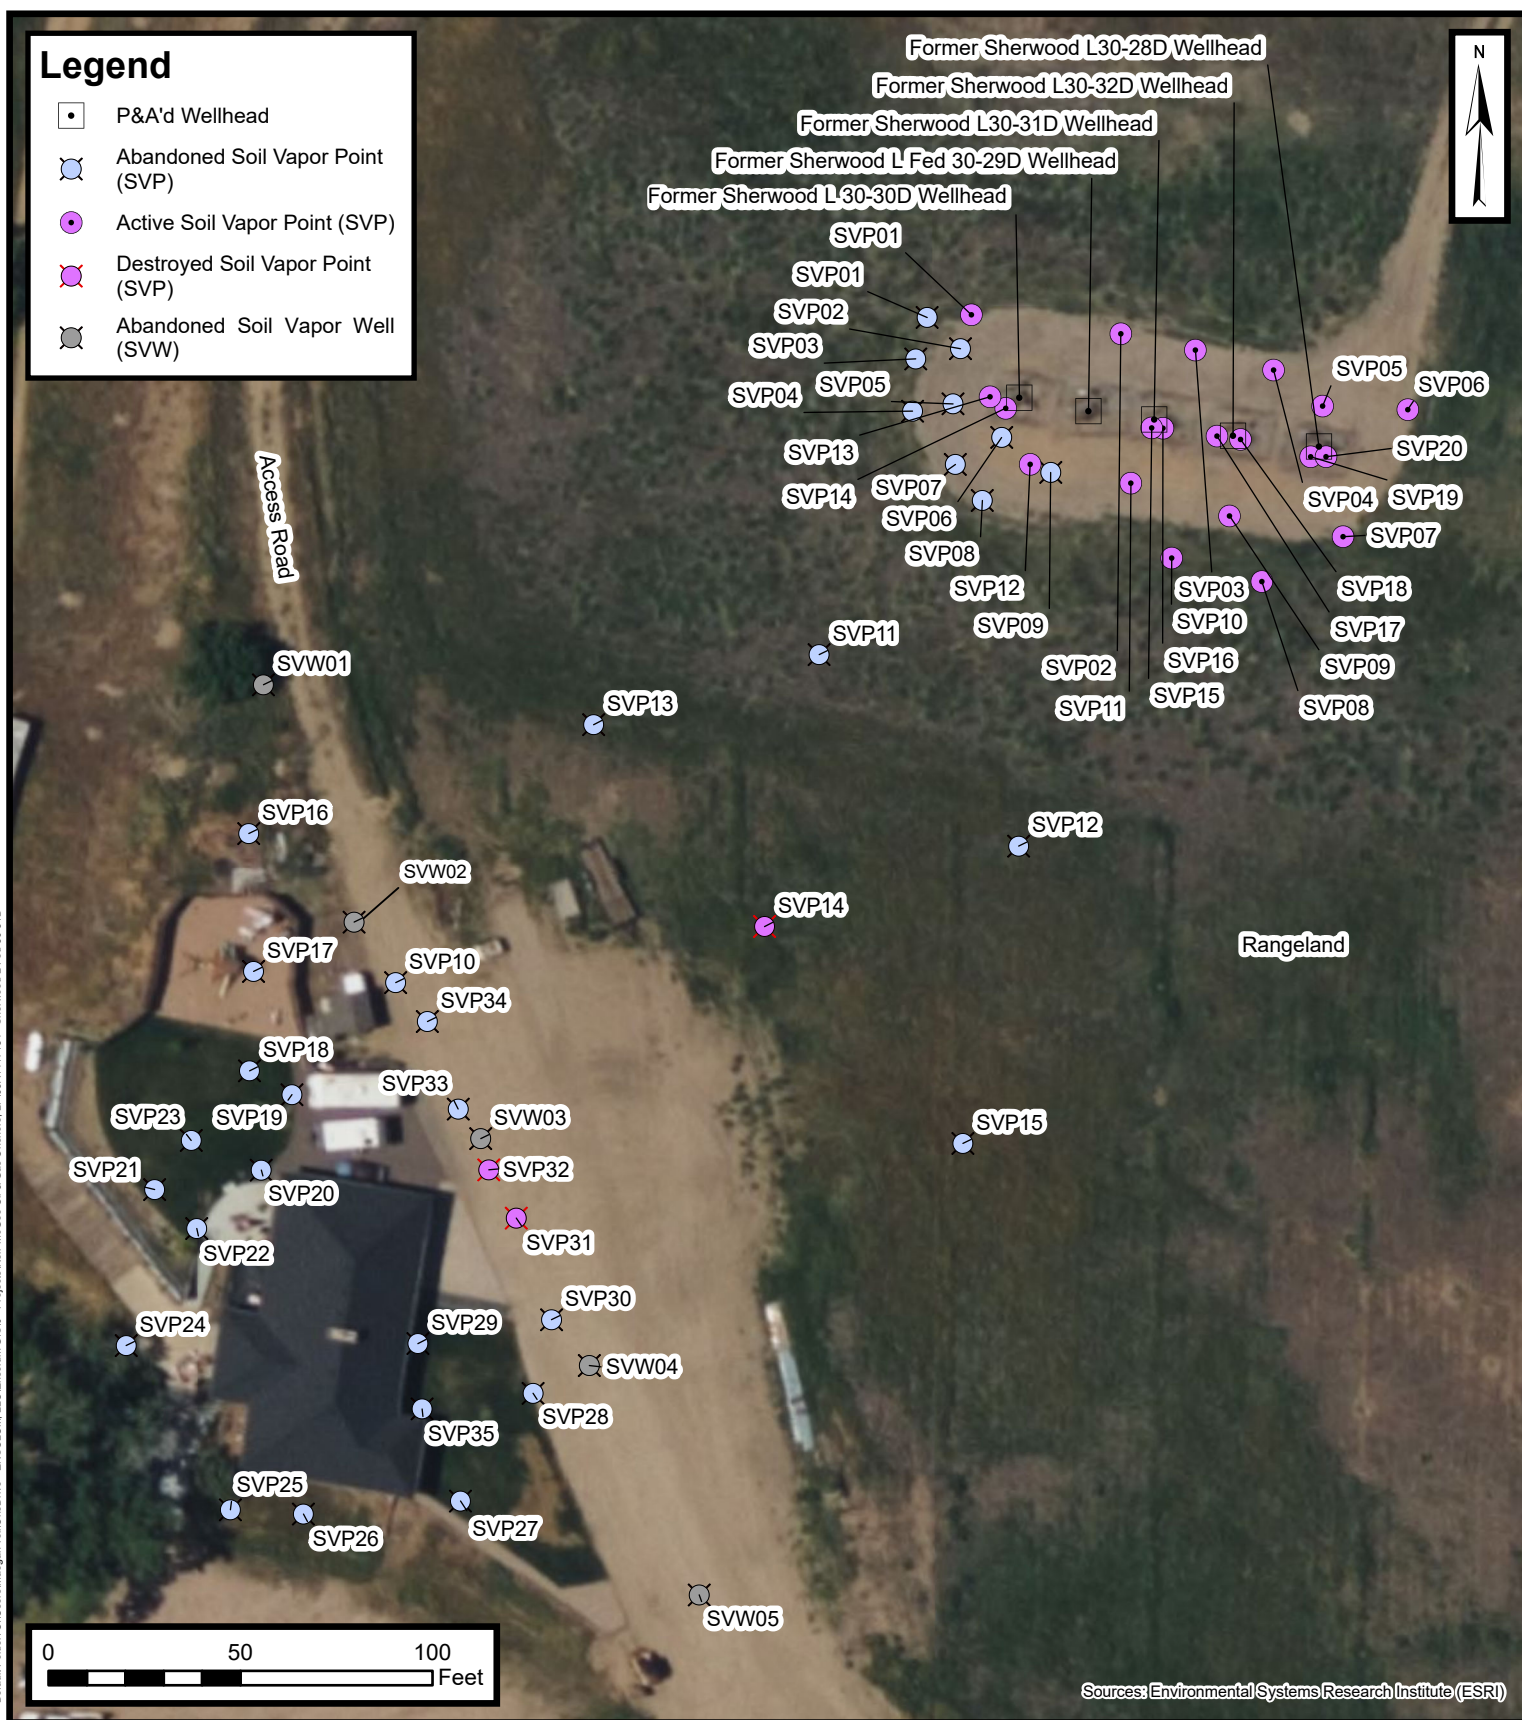 Legend
P&A'd Wellhead
Abandoned Soil Vapor Point
(SVP)
Active Soil Vapor Point (SVP)
Destroyed Soil Vapor Point
(SVP)
Abandoned Soil Vapor Well
(SVW)
N
Former Sherwood L30-28D Wellhead
Former Sherwood L30-32D Wellhead
Former Sherwood L30-31D Wellhead
Former Sherwood L Fed 30-29D Wellhead
Former Sherwood L 30-30D Wellhead
SVP01
SVP01
SVP02
SVP03
SVP05
SVP04
SVP13
SVP14
SVP07
SVP06
SVP08
SVP12
SVP09
SVP05
SVP06
SVP20
SVP19
SVP04
SVP07
SVP03
SVP18
SVP10
SVP17
SVP16
SVP02
SVP09
SVP15
SVP11
SVP08
Access Road
SVP11
SVW01
SVP13
SVP16
SVP12
SVW02
SVP14
Rangeland
SVP17
SVP10
SVP34
SVP18
SVP33
SVP23
SVP19
SVW03
SVP15
SVP21
SVP32
SVP20
SVP22
SVP31
SVP30
SVP24
SVP29
SVW04
SVP28
SVP35
SVP25
SVP26
SVP27
SVW05
0 50 100
Feet
Sources: Environmental Systems Research Institute (ESRI)